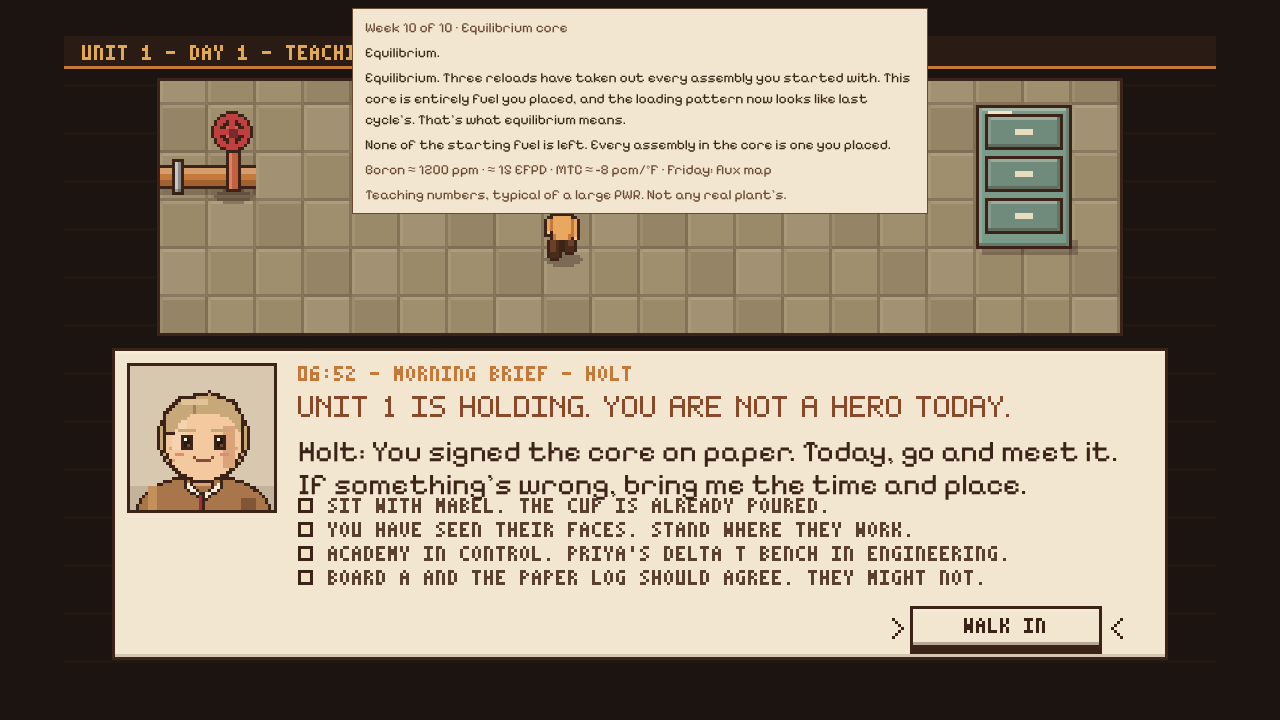 UNIT 1 - DAY 1 - TEACHI
Week 10 of 10 · Equilibrium core
Equilibrium.
Equilibrium. Three reloads have taken out every assembly you started with. This
core is entirely fuel you placed, and the loading pattern now looks like last
cycle's. That's what equilibrium means.
None of the starting fuel is left. Every assembly in the core is one you placed.
Boron ≈ 1200 ppm · ≈ 18 EFPD · MTC ≈ -8 pcm/°F · Friday: Aux map
Teaching numbers, typical of a large PWR. Not any real plant's.
06:52 - MORNING BRIEF - HOLT
UNIT 1 IS HOLDING. YOU ARE NOT A HERO TODAY.
Holt: You signed the core on paper. Today, go and meet it.
If something's wrong, bring me the time and place.
SIT WITH MABEL. THE CUP IS ALREADY POURED.
YOU HAVE SEEN THEIR FACES. STAND WHERE THEY WORK.
ACADEMY IN CONTROL. PRIYA'S DELTA T BENCH IN ENGINEERING.
BOARD A AND THE PAPER LOG SHOULD AGREE. THEY MIGHT NOT.
WALK IN